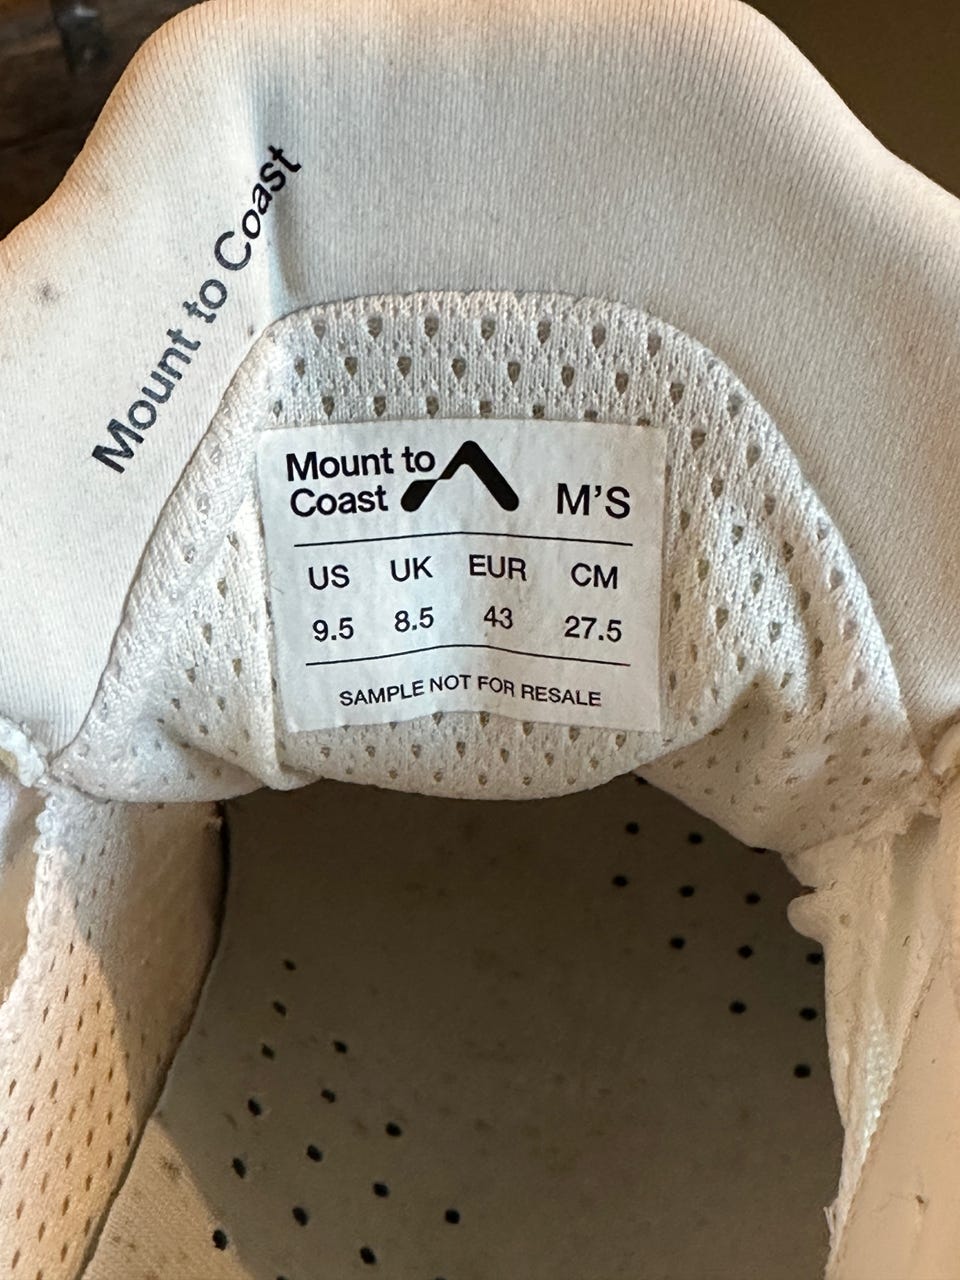 Mount to Coast
Mount to
Coast
M'S
US UK EUR CM
9.5 8.5 43 27.5
SAMPLE NOT FOR RESALE